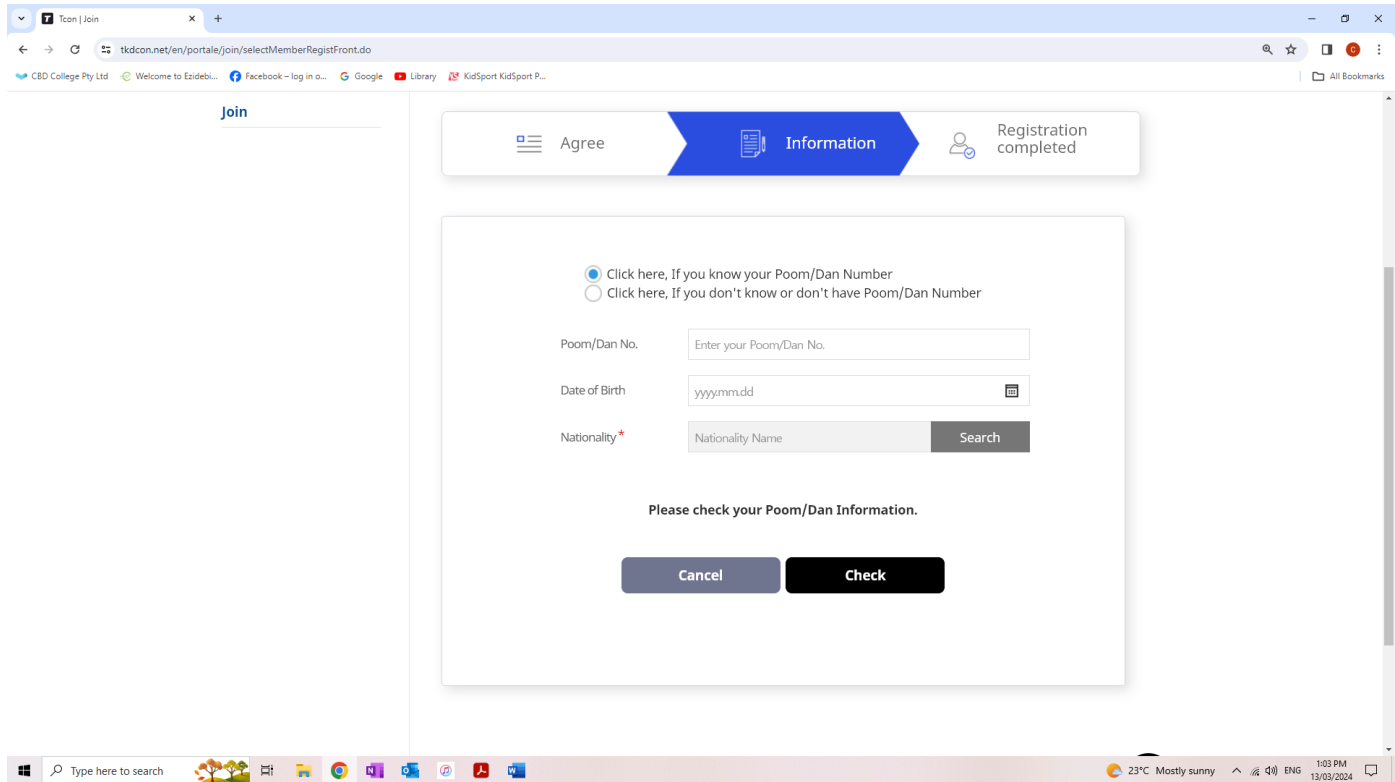 Tcon | Join
tkdcon.net/en/portale/join/selectMemberRegistFront.do
CBD College Pty Ltd
Welcome to Ezidebi...
Facebook – log in o...
Google
Library
KidSport KidSport P...
All Bookmarks
Join
Agree
Information
Registration
completed
Click here, If you know your Poom/Dan Number
Click here, If you don't know or don't have Poom/Dan Number
Poom/Dan No.
Enter your Poom/Dan No.
Date of Birth
yyyy.mm.dd
Nationality *
Nationality Name
Search
Please check your Poom/Dan Information.
Cancel
Check
Type here to search
23°C Mostly sunny
ENG
1:03 PM
13/03/2024